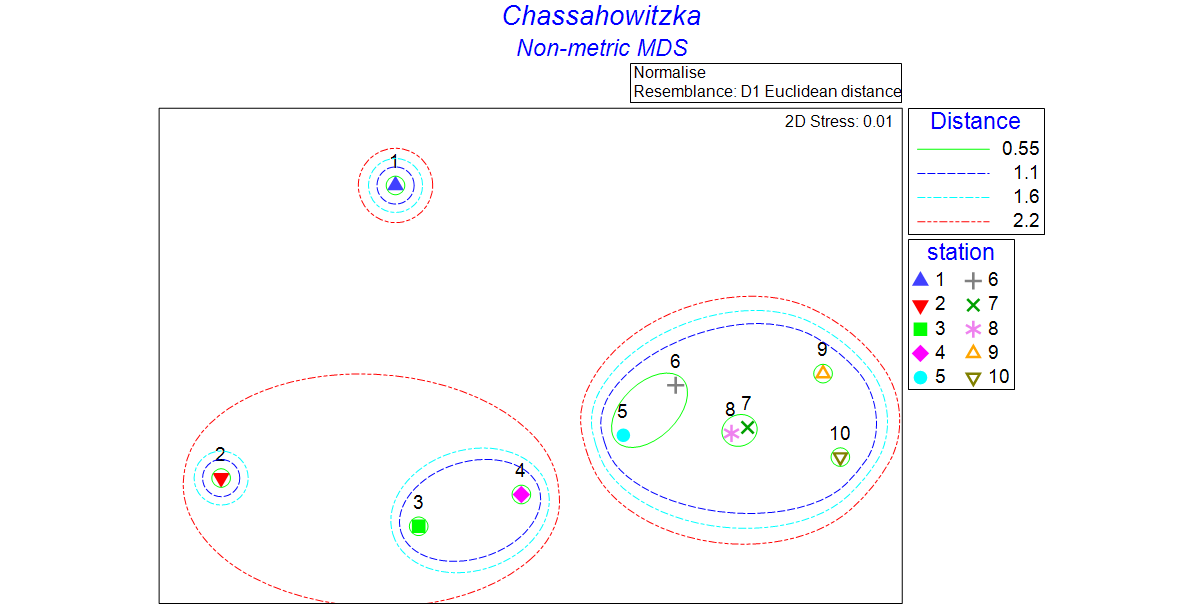 Chassahowitzka
Non-metric MDS
Normalise
Resemblance: D1 Euclidean distance
2D Stress: 0.01
Distance
0.55
1.1
1.6
2.2
station
1 6
2 7
3 8
4 9
5 10
1
6
9
5
8 7
10
2
4
3